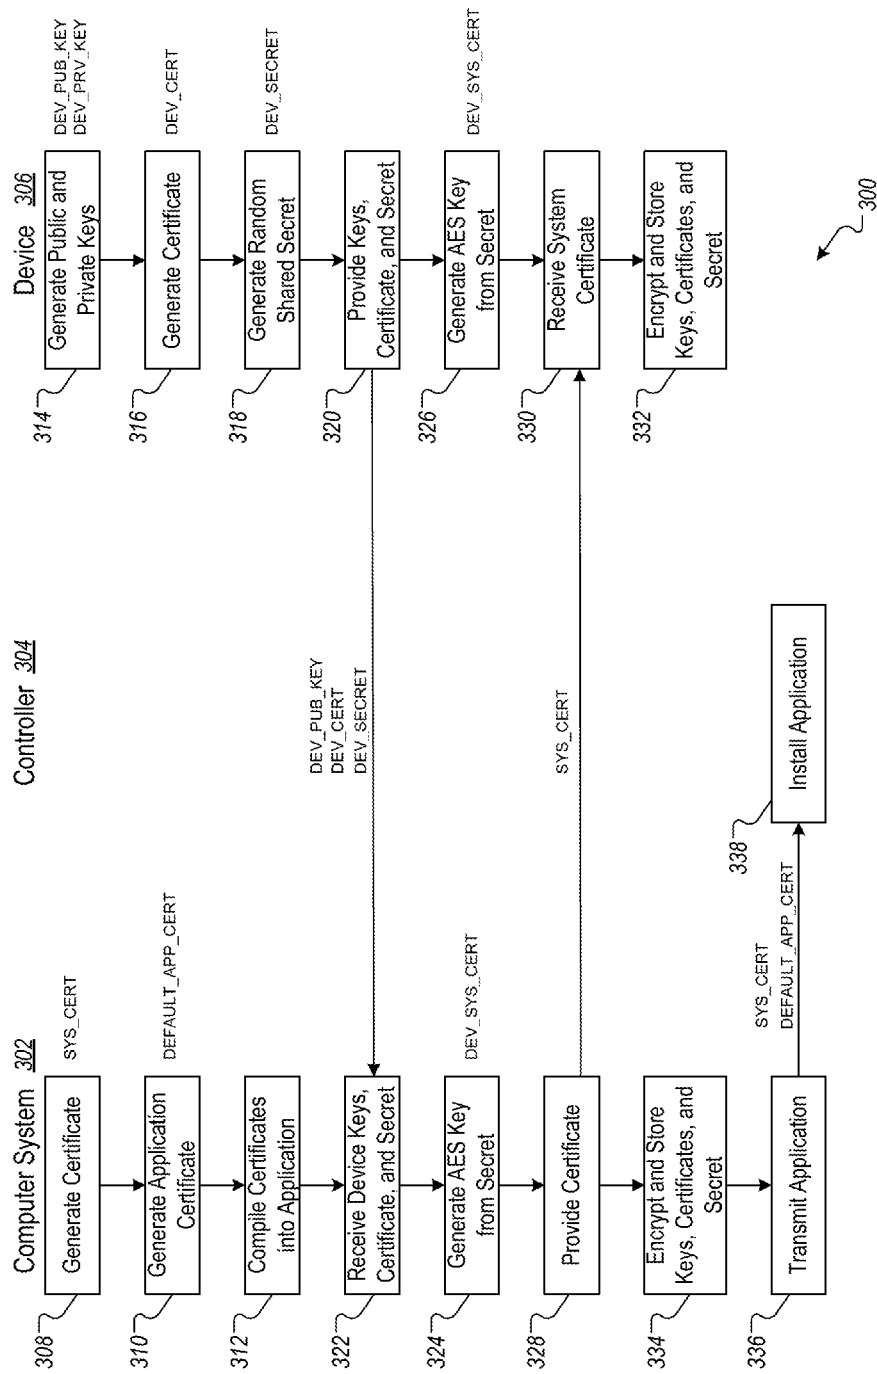 Computer System 302
Controller 304
Device 306
308
Generate Certificate
SYS_CERT
310
Generate Application
Certificate
DEFAULT_APP_CERT
312
Compile Certificates
into Application
314
Generate Public and
Private Keys
DEV_PUB_KEY
DEV_PRV_KEY
316
Generate Certificate
DEV_CERT
318
Generate Random
Shared Secret
DEV_SECRET
320
Provide Keys,
Certificate, and Secret
DEV_PUB_KEY
DEV_CERT
DEV_SECRET
322
Receive Device Keys,
Certificate, and Secret
324
Generate AES Key
from Secret
DEV_SYS_CERT
326
Generate AES Key
from Secret
DEV_SYS_CERT
328
Provide Certificate
SYS_CERT
330
Receive System
Certificate
332
Encrypt and Store
Keys, Certificates, and
Secret
334
Encrypt and Store
Keys, Certificates, and
Secret
336
Transmit Application
SYS_CERT
DEFAULT_APP_CERT
338
Install Application
300